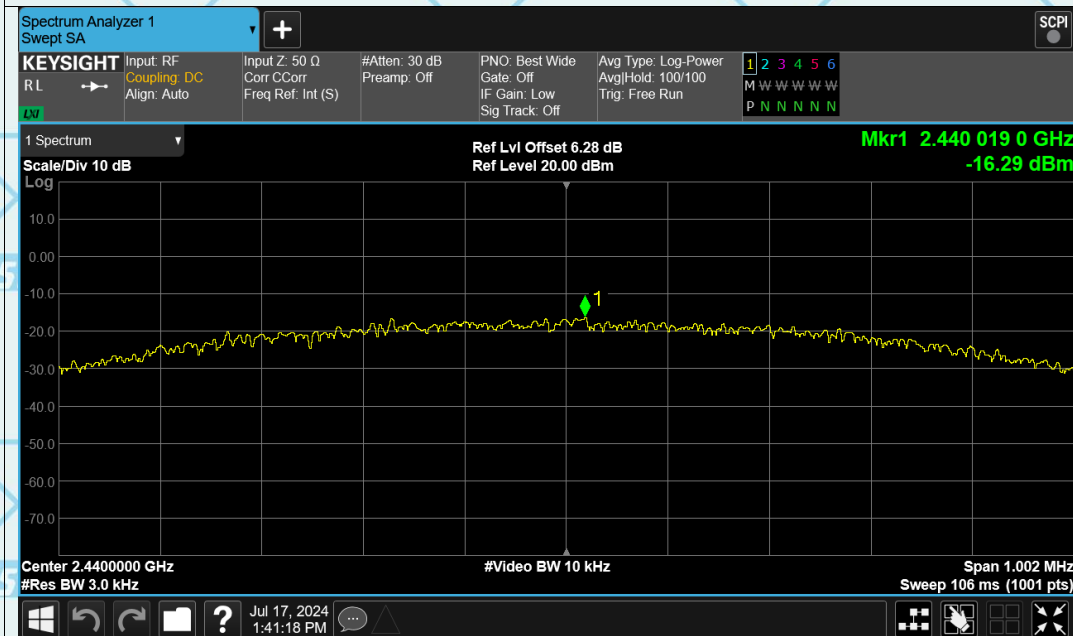 Spectrum Analyzer 1
Swept SA
+
SCPI
KEYSIGHT
RL
LXI
Input: RF
Coupling: DC
Align: Auto
Input Z: 50 Ω
Corr CCorr
Freq Ref: Int (S)
#Atten: 30 dB
Preamp: Off
PNO: Best Wide
Gate: Off
IF Gain: Low
Sig Track: Off
Avg Type: Log-Power
Avg|Hold: 100/100
Trig: Free Run
1 2 3 4 5 6
M W W W W W
P N N N N N
1 Spectrum
Scale/Div 10 dB
Log
Ref Lvl Offset 6.28 dB
Ref Level 20.00 dBm
Mkr1 2.440 019 0 GHz
-16.29 dBm
10.0
0.00
-10.0
1
-20.0
-30.0
-40.0
-50.0
-60.0
-70.0
Center 2.4400000 GHz
#Video BW 10 kHz
Span 1.002 MHz
#Res BW 3.0 kHz
Sweep 106 ms (1001 pts)
?
Jul 17, 2024
1:41:18 PM